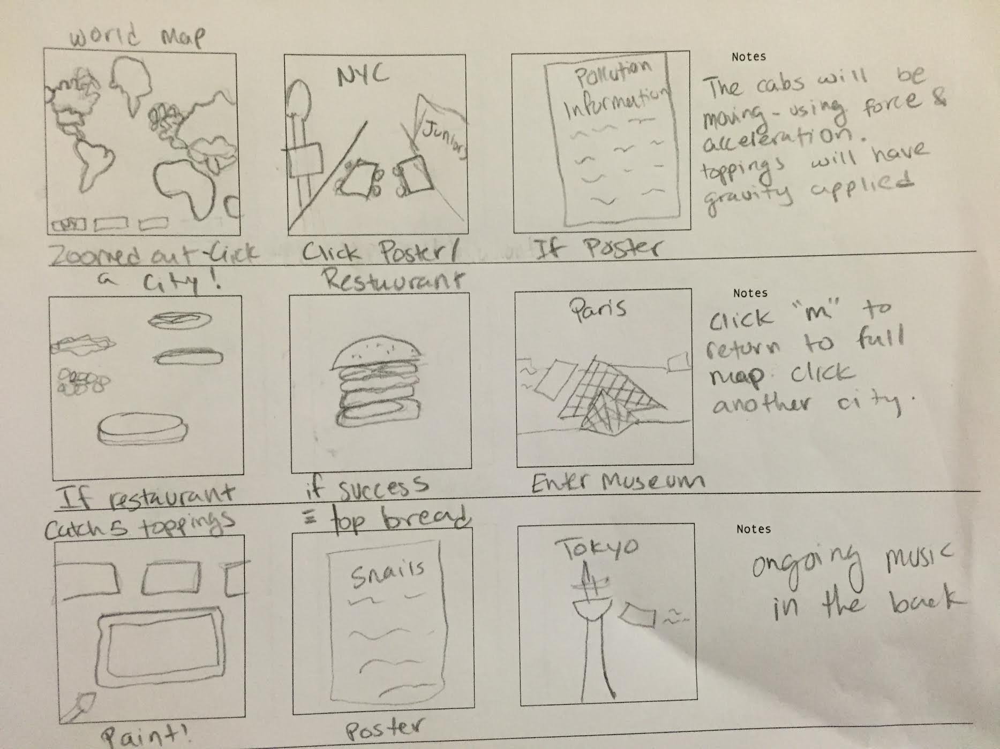 World Map
NYC
Juniors
Pollution
Information
Notes
The cabs will be
moving - using force &
acceleration.
toppings will have
gravity applied
NY
Zoomed out - Click
a city!
Click Poster/
Restaurant
If Poster
Paris
Notes
Click "m" to
return to full
map. click
another city.
If restaurant
Catch 5 toppings
if success
= top bread
Enter Museum
Snails
Tokyo
Notes
ongoing music
in the back
Paint!
Poster